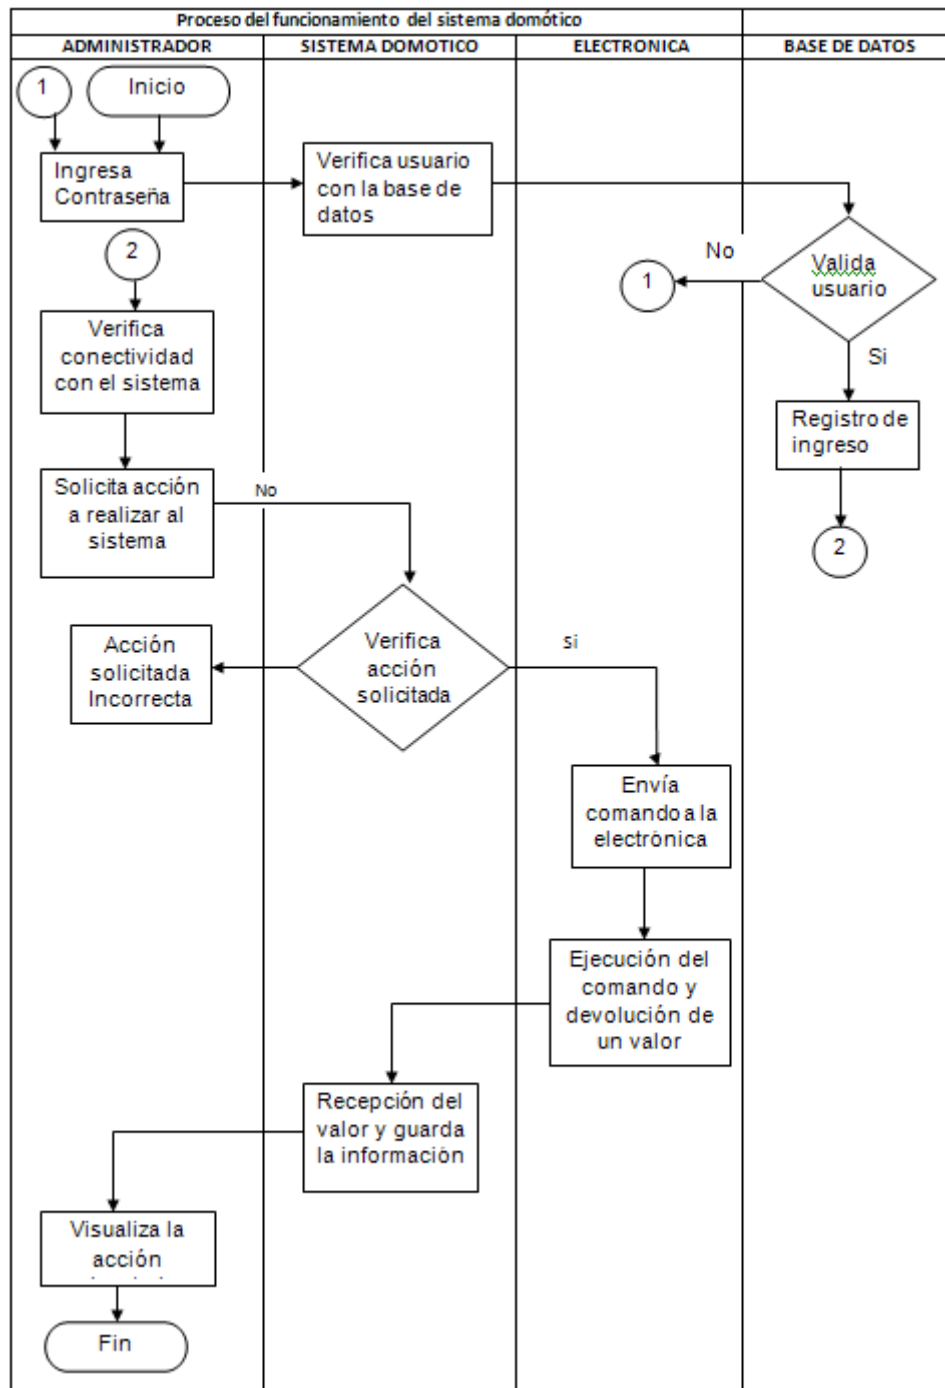 Proceso del funcionamiento del sistema domótico
ADMINISTRADOR
SISTEMA DOMOTICO
ELECTRONICA
BASE DE DATOS
1
Inicio
Ingresa
Contraseña
Verifica usuario
con la base de
datos
2
No
1
Valida
usuario
Verifica
conectividad
con el sistema
Si
Registro de
ingreso
Solicita acción
a realizar al
sistema
No
2
Acción
solicitada
Incorrecta
Verifica
acción
solicitada
Si
Envía
comando a la
electrónica
Ejecución del
comando y
devolución de
un valor
Recepción del
valor y guarda
la información
Visualiza la
acción
Fin